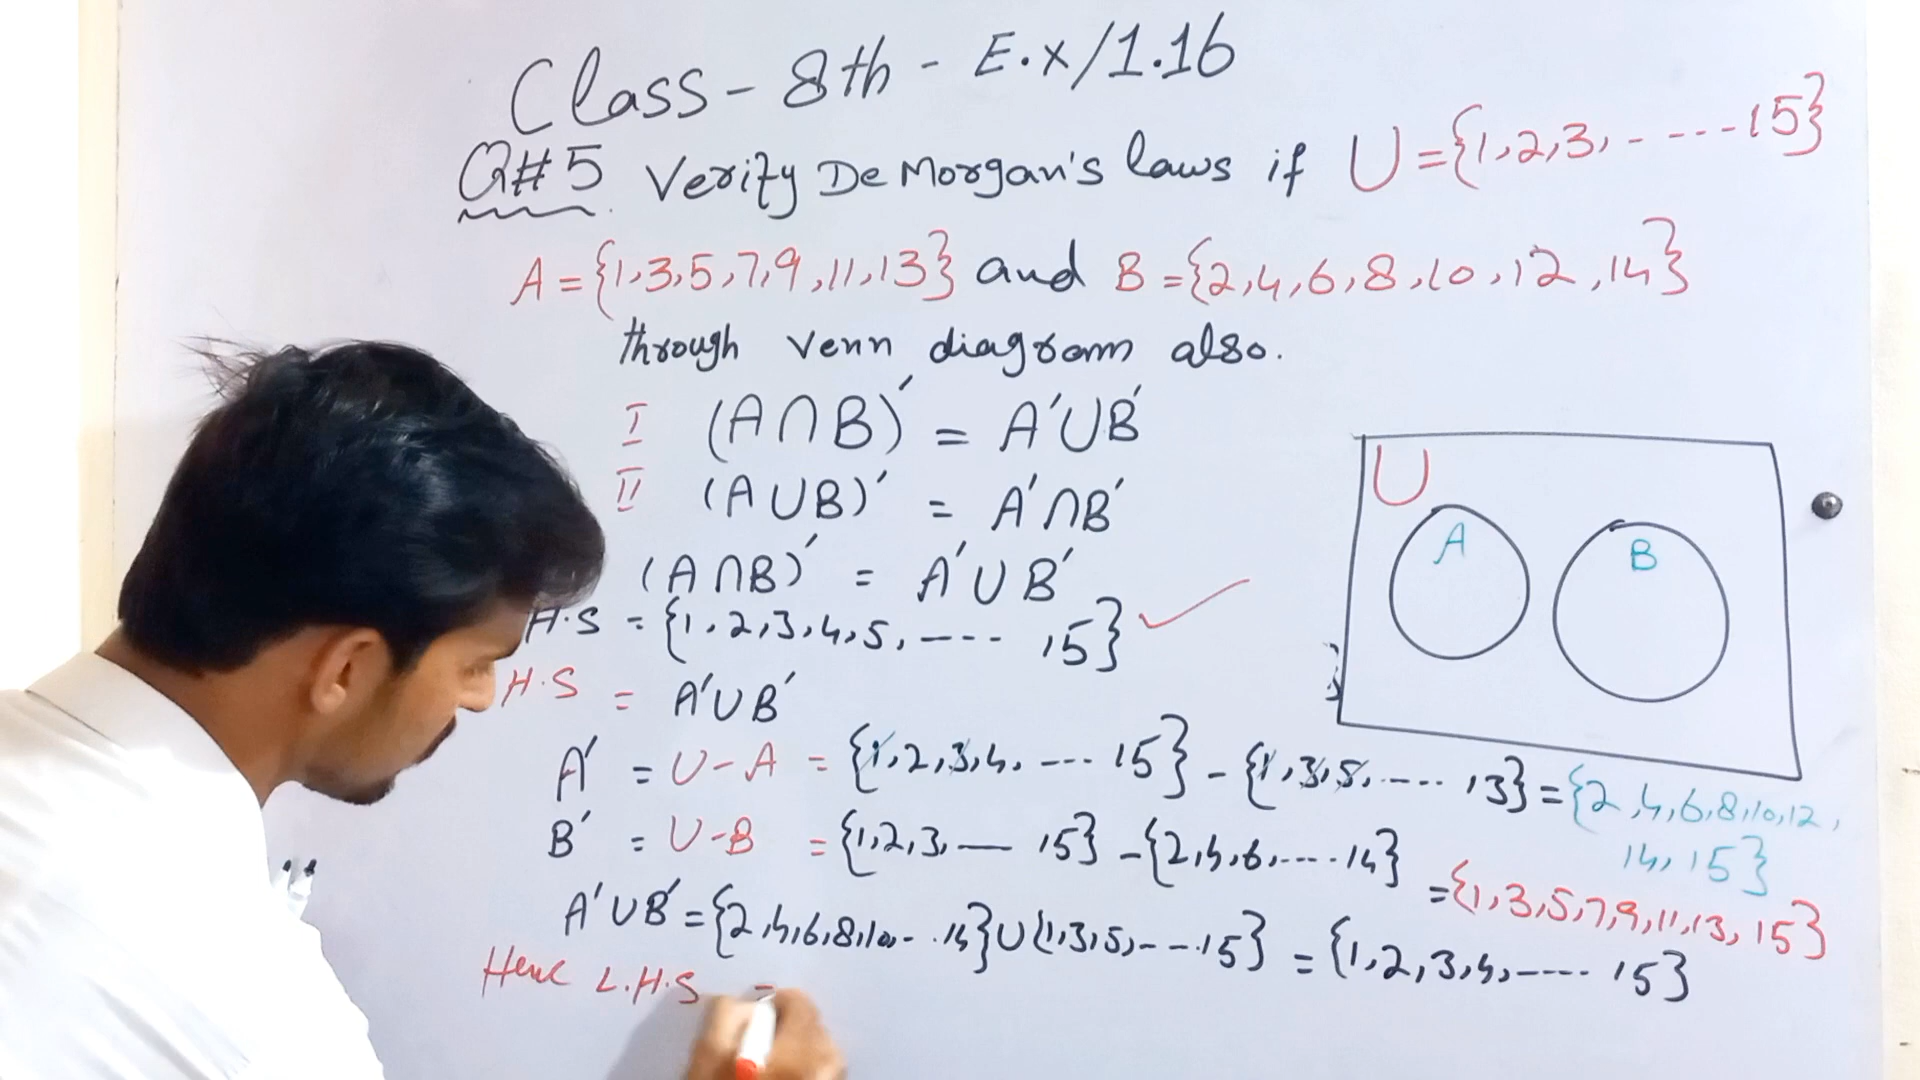 Class - 8th - E.x/1.16
Q#5 Verify De Morgan's laws if U = {1,2,3, ----- 15}
A = {1,3,5,7,9,11,13} and B = {2,4,6,8,10,12,14}
through venn diagram also.
I (A∩B)' = A'∪B'
II (A∪B)' = A'∩B'
(A∩B)' = A'∪B'
H.S = {1,2,3,4,5, ---- 15}
H.S = A'∪B'
A' = U-A = {1,2,3,4, ---- 15} - {1,3,5, ---- 13} = {2,4,6,8,10,12,
14,15}
B' = U-B = {1,2,3, — 15} - {2,4,6, ---- 14}
= {1,3,5,7,9,11,13,15}
A'∪B' = {2,4,6,8,10-..14}∪{1,3,5,--.15} = {1,2,3,4, ---- 15}
Henc L.H.S =
U
A
B